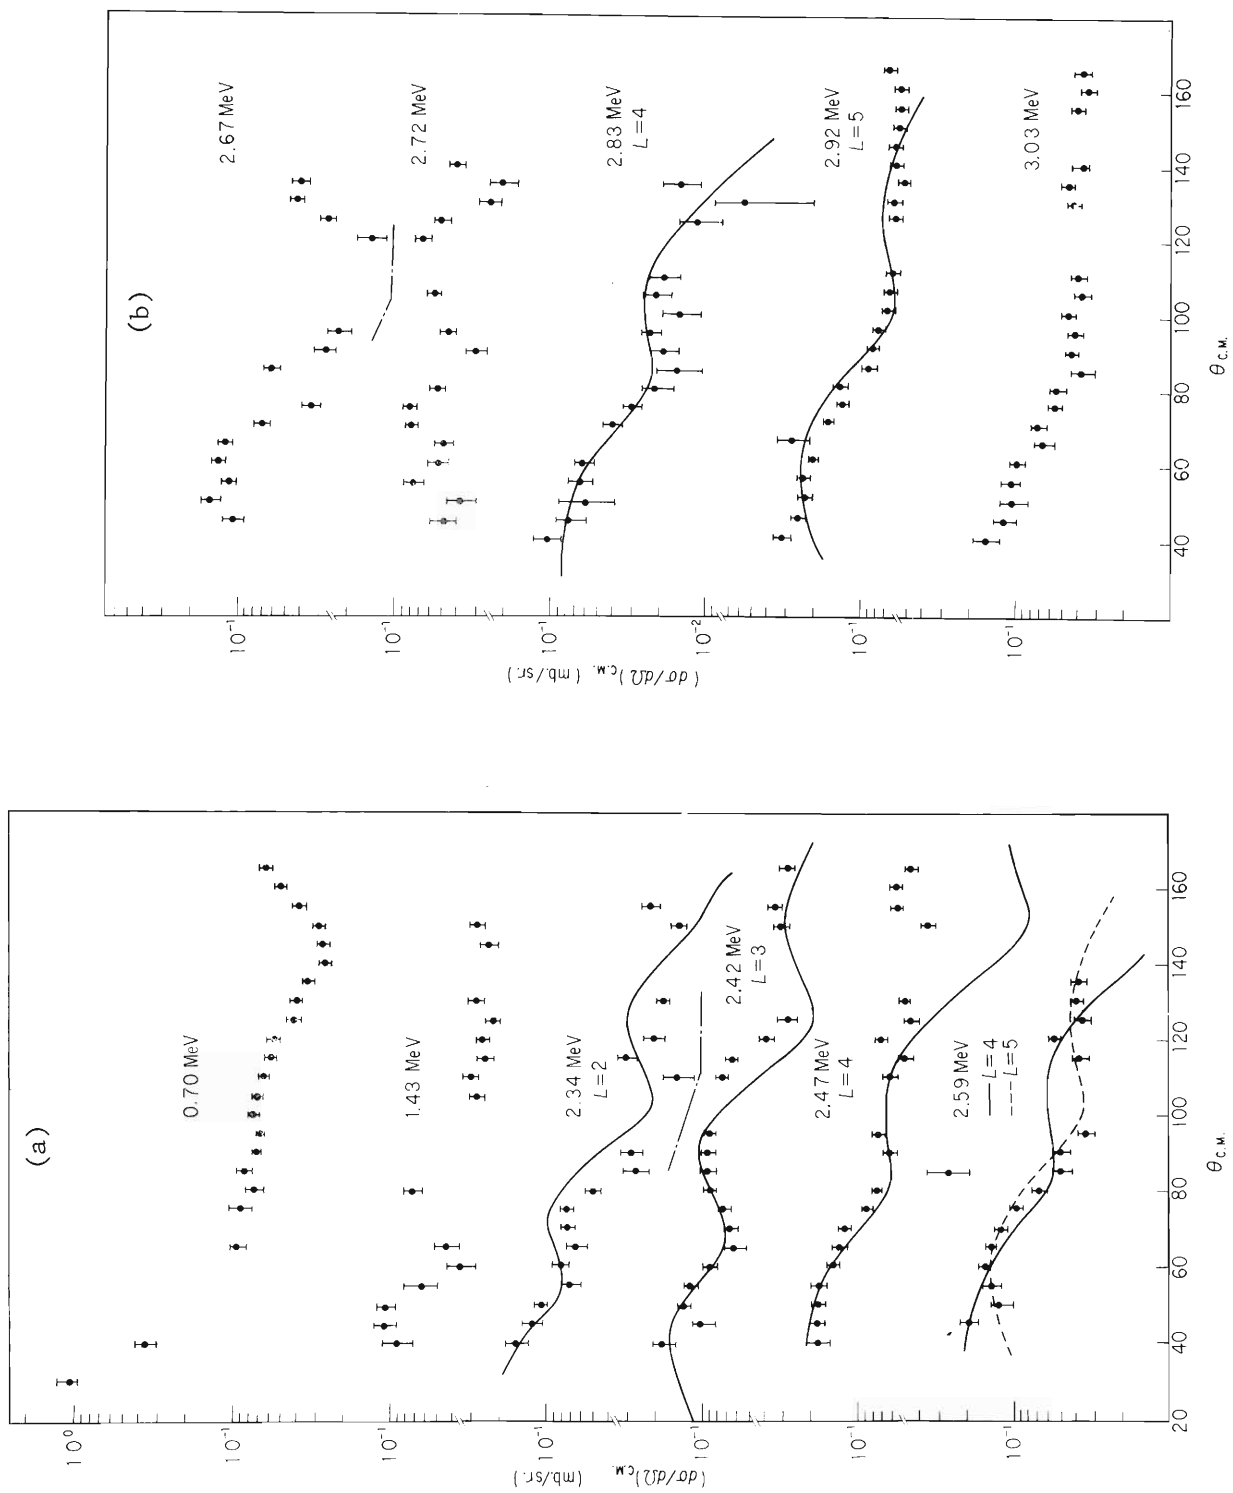 (a)
(dσ/dΩ)C.M. (mb/sr.)
10⁰
10⁻¹
10⁻¹
10⁻¹
10⁻¹
10⁻¹
10⁻¹
0.70 MeV
1.43 MeV
2.34 MeV
L=2
2.42 MeV
L=3
2.47 MeV
L=4
2.59 MeV
L=4
L=5
20
40
60
80
100
120
140
160
θC.M.
(b)
(dσ/dΩ)C.M. (mb/sr.)
10⁻¹
10⁻¹
10⁻¹
10⁻²
10⁻¹
10⁻¹
2.67 MeV
2.72 MeV
2.83 MeV
L=4
2.92 MeV
L=5
3.03 MeV
40
60
80
100
120
140
160
θC.M.